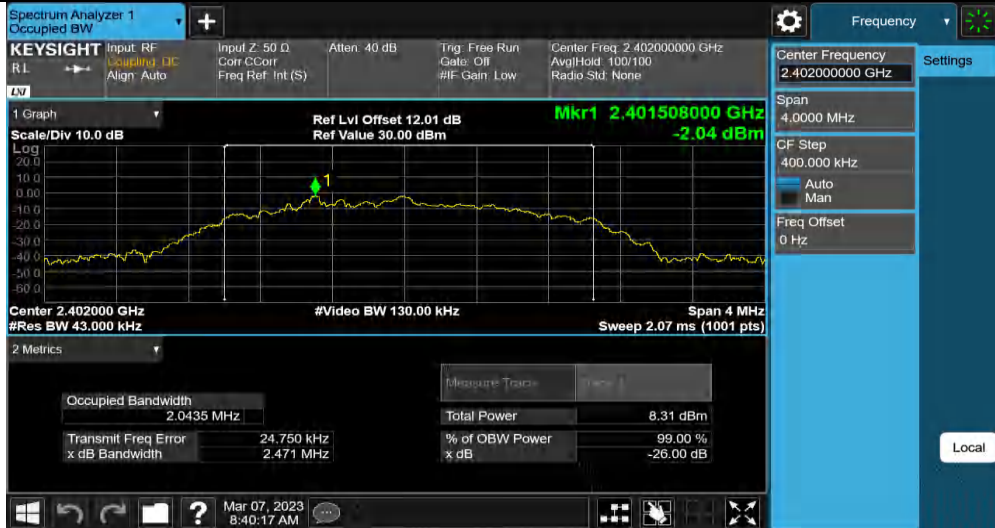 Spectrum Analyzer 1
Occupied BW
+
Frequency
KEYSIGHT
RL
LXI
Input: RF
Coupling: DC
Align: Auto
Input Z: 50 Ω
Corr CCorr
Freq Ref: Int (S)
Atten: 40 dB
Trig: Free Run
Gate: Off
#IF Gain: Low
Center Freq: 2.402000000 GHz
Avg|Hold: 100/100
Radio Std: None
Center Frequency
2.402000000 GHz
Settings
Span
4.0000 MHz
CF Step
400.000 kHz
Auto
Man
Freq Offset
0 Hz
Local
1 Graph
Scale/Div 10.0 dB
Ref Lvl Offset 12.01 dB
Ref Value 30.00 dBm
Mkr1 2.401508000 GHz
-2.04 dBm
Log
20.0
10.0
0.00
-10.0
-20.0
-30.0
-40.0
-50.0
-60.0
1
Center 2.402000 GHz
#Res BW 43.000 kHz
#Video BW 130.00 kHz
Span 4 MHz
Sweep 2.07 ms (1001 pts)
2 Metrics
Measure Trace
Trace 1
Occupied Bandwidth
2.0435 MHz
Total Power
8.31 dBm
Transmit Freq Error
24.750 kHz
% of OBW Power
99.00 %
x dB Bandwidth
2.471 MHz
x dB
-26.00 dB
?
Mar 07, 2023
8:40:17 AM